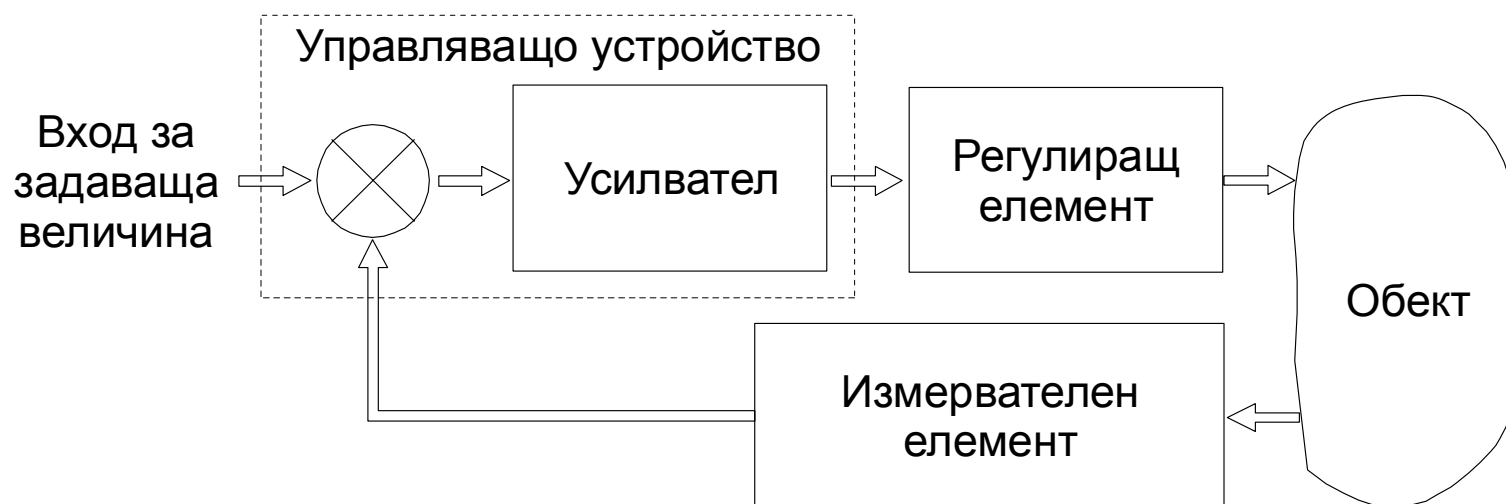 Управляващо устройство
Вход за
задаваща
величина
Усилвател
Регулиращ
елемент
Обект
Измервателен
елемент